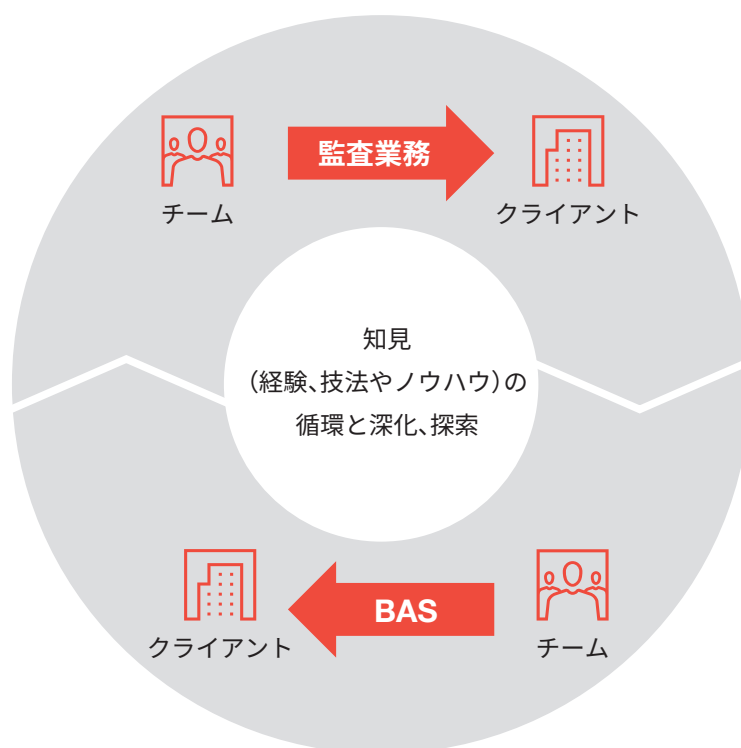 監査業務
チーム
クライアント
知見
（経験、技法やノウハウ）の
循環と深化、探索
BAS
クライアント
チーム